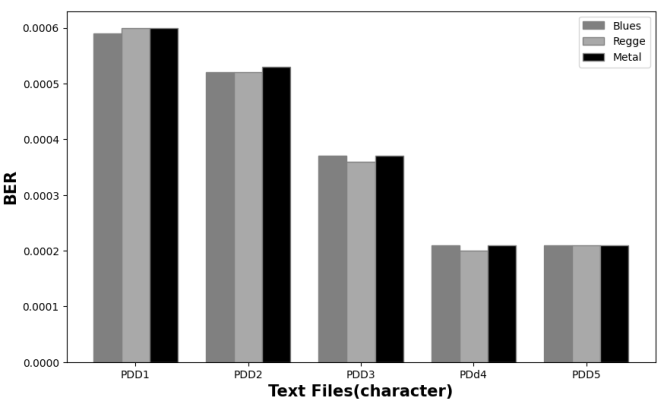 0.0006
0.0005
0.0004
0.0003
0.0002
0.0001
0.0000
BER
Blues
Regge
Metal
PDD1 PDD2 PDD3 PDd4 PDD5
Text Files(character)